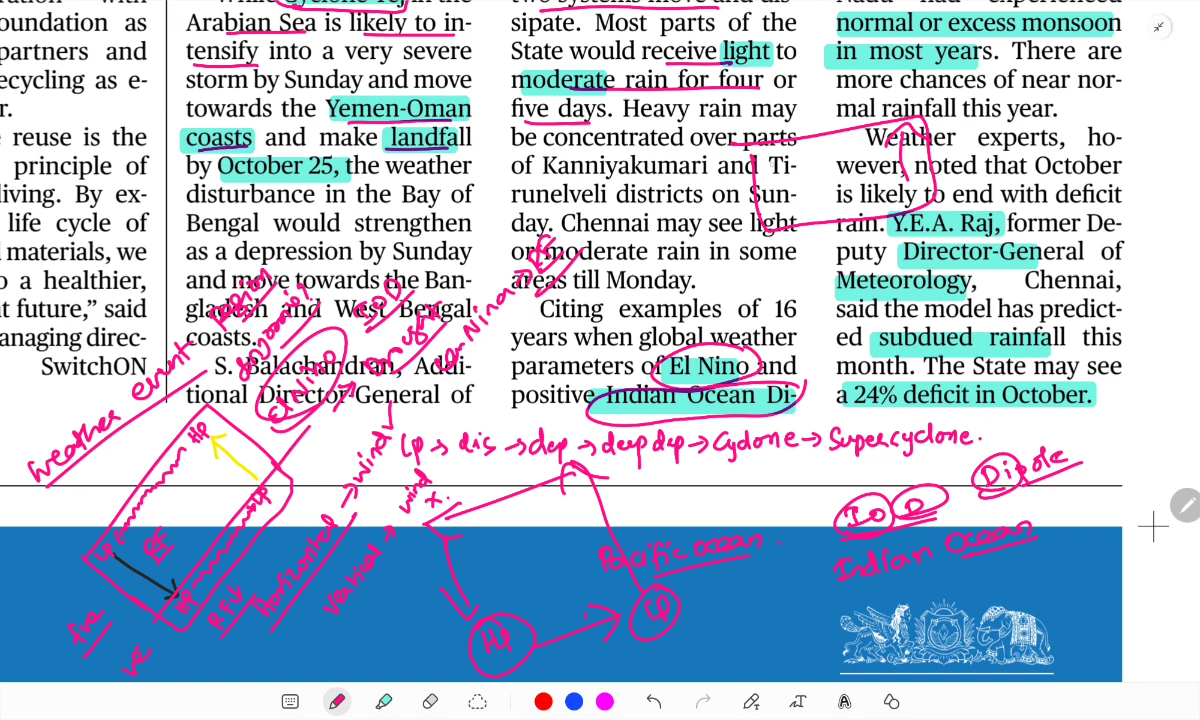 foundation as
partners and
ecycling as e-
r.
reuse is the
principle of
living. By ex-
life cycle of
materials, we
o a healthier,
t future,” said
anaging direc-
SwitchON
Arabian Sea is likely to in-
tensify into a very severe
storm by Sunday and move
towards the Yemen-Oman
coasts and make landfall
by October 25, the weather
disturbance in the Bay of
Bengal would strengthen
as a depression by Sunday
and move towards the Ban-
gladesh and West Bengal
coasts.
S. Balachandran, Addi-
tional Director-General of
two systems move and dis-
sipate. Most parts of the
State would receive light to
moderate rain for four or
five days. Heavy rain may
be concentrated over parts
of Kanniyakumari and Ti-
runelveli districts on Sun-
day. Chennai may see light
or moderate rain in some
areas till Monday.
Citing examples of 16
years when global weather
parameters of El Nino and
positive Indian Ocean Di-
normal or excess monsoon
in most years. There are
more chances of near nor-
mal rainfall this year.
Weather experts, ho-
wever, noted that October
is likely to end with deficit
rain. Y.E.A. Raj, former De-
puty Director-General of
Meteorology, Chennai,
said the model has predict-
ed subdued rainfall this
month. The State may see
a 24% deficit in October.
weather event
El Nino
IOD
La Nina → RF
Lp → dis → dep → deep dep → Cyclone → Supercyclone.
Horizontal → wind ✓
Vertical → wind x.
HP
LP
LP
HP
RF
HP
LP
Pacific ocean.
IOD
Dipole
Indian Ocean